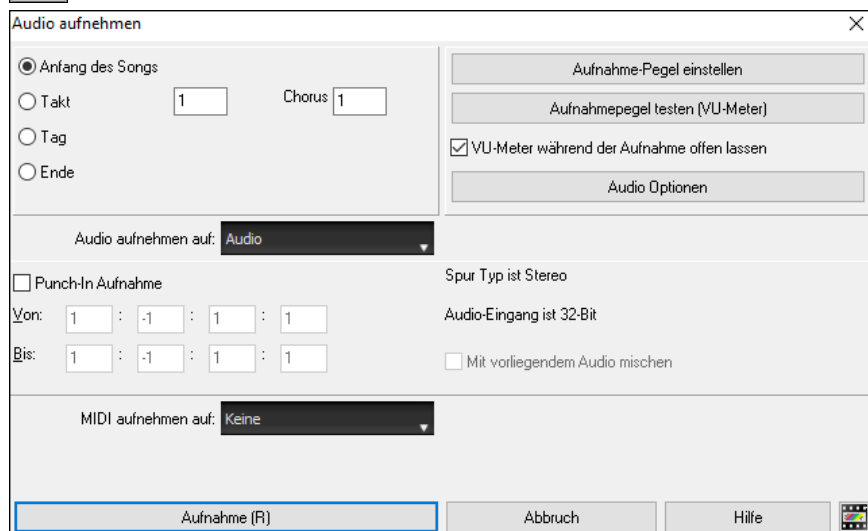 Audio aufnehmen
Anfang des Songs
Takt 1 Chorus 1
Tag
Ende
Aufnahme-Pegel einstellen
Aufnahmepegel testen (VU-Meter)
VU-Meter während der Aufnahme offen lassen
Audio Optionen
Audio aufnehmen auf: Audio
Punch-In Aufnahme
Von: 1 : -1 : 1 : 1
Bis: 1 : -1 : 1 : 1
Spur Typ ist Stereo
Audio-Eingang ist 32-Bit
Mit vorliegendem Audio mischen
MIDI aufnehmen auf: Keine
Aufnahme (R) Abbruch Hilfe